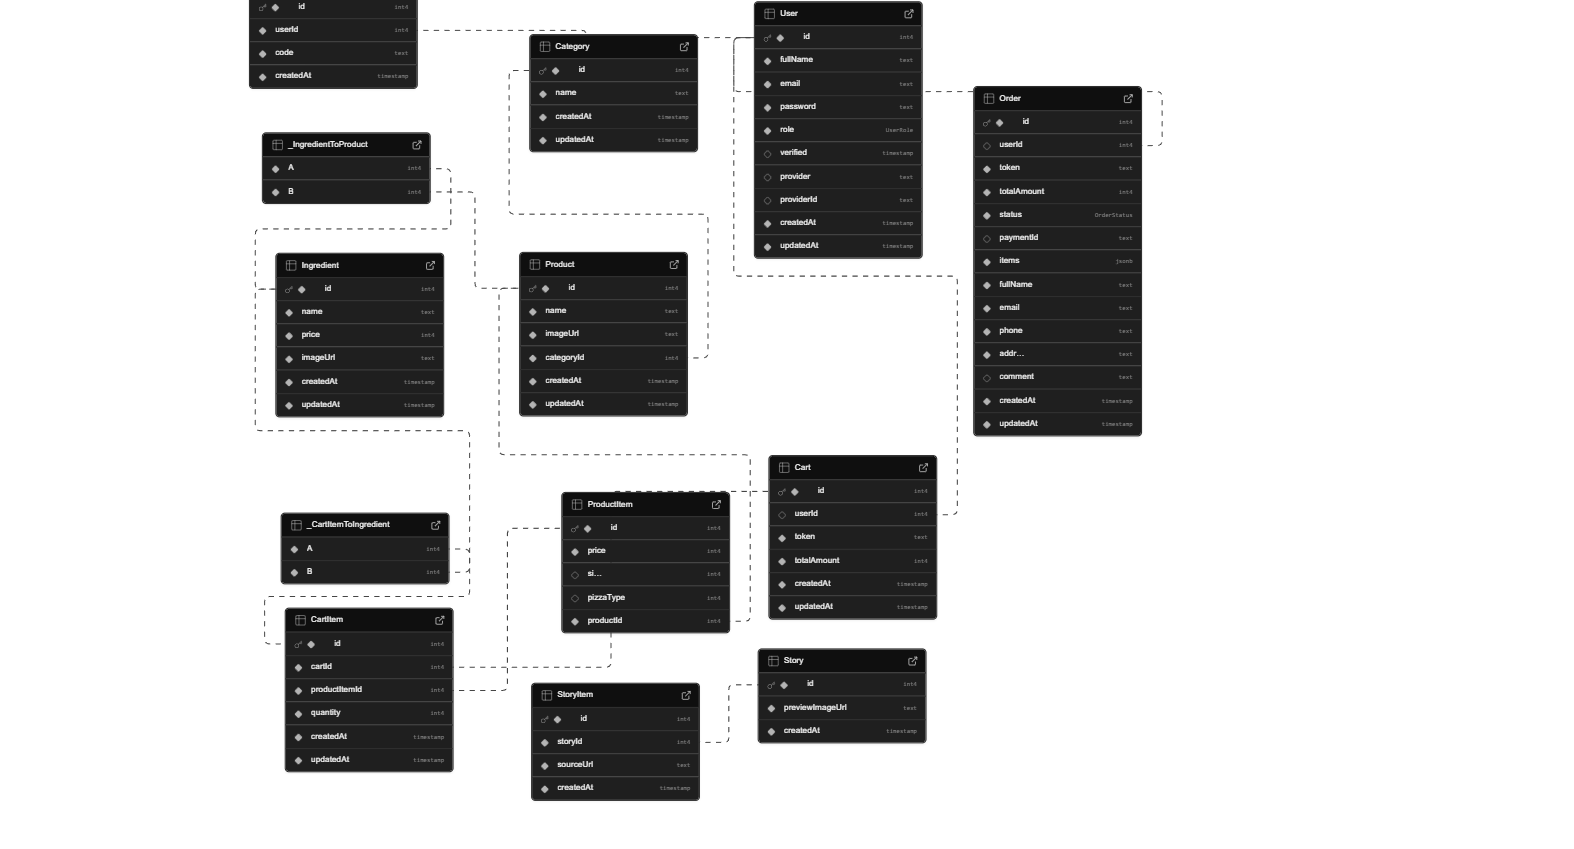 id int4
userId int4
code text
createdAt timestamp
_IngredientToProduct
A int4
B int4
Ingredient
id int4
name text
price int4
imageUrl text
createdAt timestamp
updatedAt timestamp
_CartItemToIngredient
A int4
B int4
CartItem
id int4
cartId int4
productItemId int4
quantity int4
createdAt timestamp
updatedAt timestamp
Category
id int4
name text
createdAt timestamp
updatedAt timestamp
Product
id int4
name text
imageUrl text
categoryId int4
createdAt timestamp
updatedAt timestamp
ProductItem
id int4
price int4
si... int4
pizzaType int4
productId int4
StoryItem
id int4
storyId int4
sourceUrl text
createdAt timestamp
User
id int4
fullName text
email text
password text
role UserRole
verified timestamp
provider text
providerId text
createdAt timestamp
updatedAt timestamp
Cart
id int4
userId int4
token text
totalAmount int4
createdAt timestamp
updatedAt timestamp
Story
id int4
previewImageUrl text
createdAt timestamp
Order
id int4
userId int4
token text
totalAmount int4
status OrderStatus
paymentId text
items jsonb
fullName text
email text
phone text
addr... text
comment text
createdAt timestamp
updatedAt timestamp